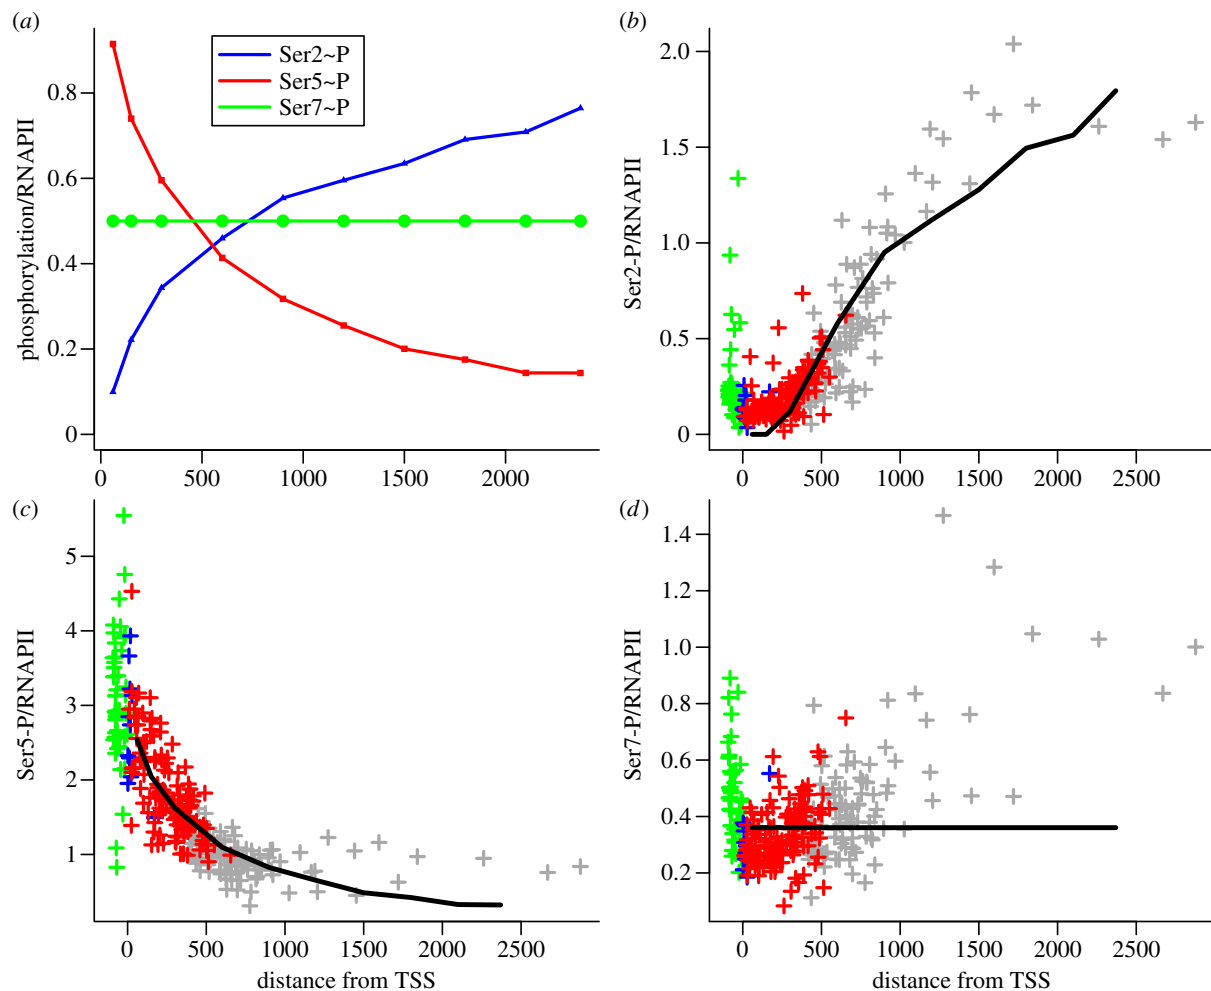 (a)
phosphorylation/RNAPII
0.8
0.6
0.4
0.2
0
Ser2~P
Ser5~P
Ser7~P
0 500 1000 1500 2000
(b)
Ser2-P/RNAPII
2.0
1.5
1.0
0.5
0
0 500 1000 1500 2000 2500
(c)
Ser5-P/RNAPII
5
4
3
2
1
0 500 1000 1500 2000 2500
distance from TSS
(d)
Ser7-P/RNAPII
1.4
1.2
1.0
0.8
0.6
0.4
0.2
0 500 1000 1500 2000 2500
distance from TSS